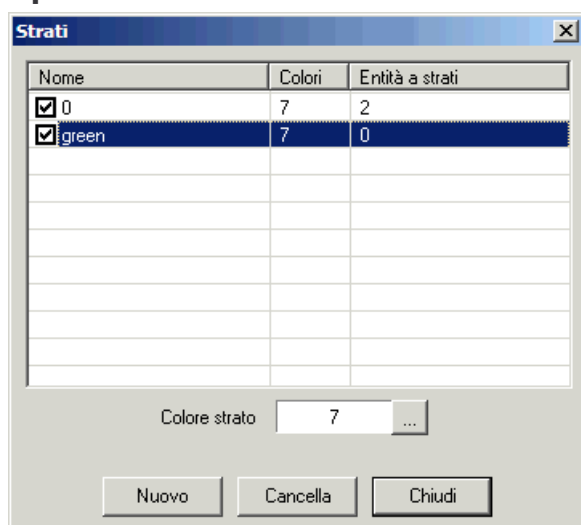 Strati
Nome Colori Entità a strati
0 7 2
green 7 0
Colore strato 7 ...
Nuovo Cancella Chiudi